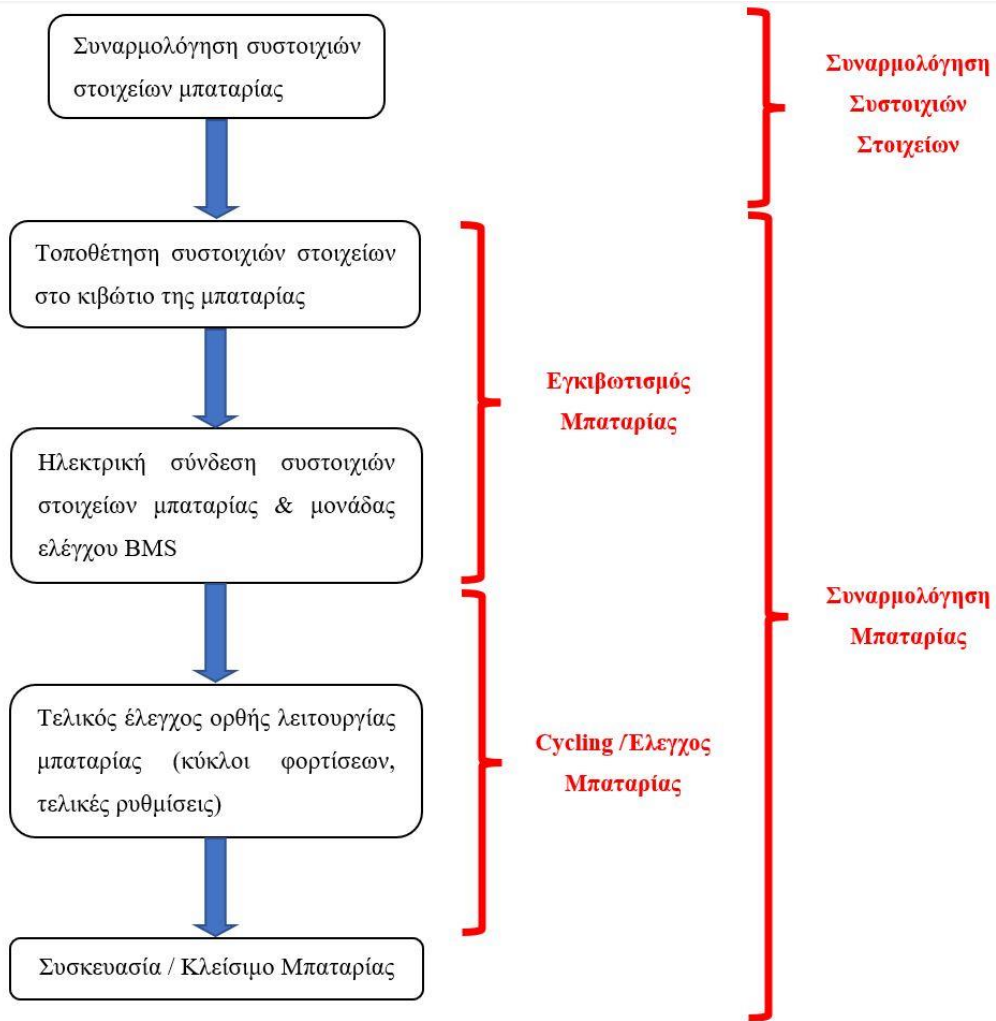 Συναρμολόγηση συστοιχιών
στοιχείων μπαταρίας
Συναρμολόγηση
Συστοιχιών
Στοιχείων
Τοποθέτηση συστοιχιών στοιχείων
στο κιβώτιο της μπαταρίας
Εγκιβωτισμός
Μπαταρίας
Ηλεκτρική σύνδεση συστοιχιών
στοιχείων μπαταρίας & μονάδας
ελέγχου BMS
Συναρμολόγηση
Μπαταρίας
Τελικός έλεγχος ορθής λειτουργίας
μπαταρίας (κύκλοι φορτίσεων,
τελικές ρυθμίσεις)
Cycling /Έλεγχος
Μπαταρίας
Συσκευασία / Κλείσιμο Μπαταρίας